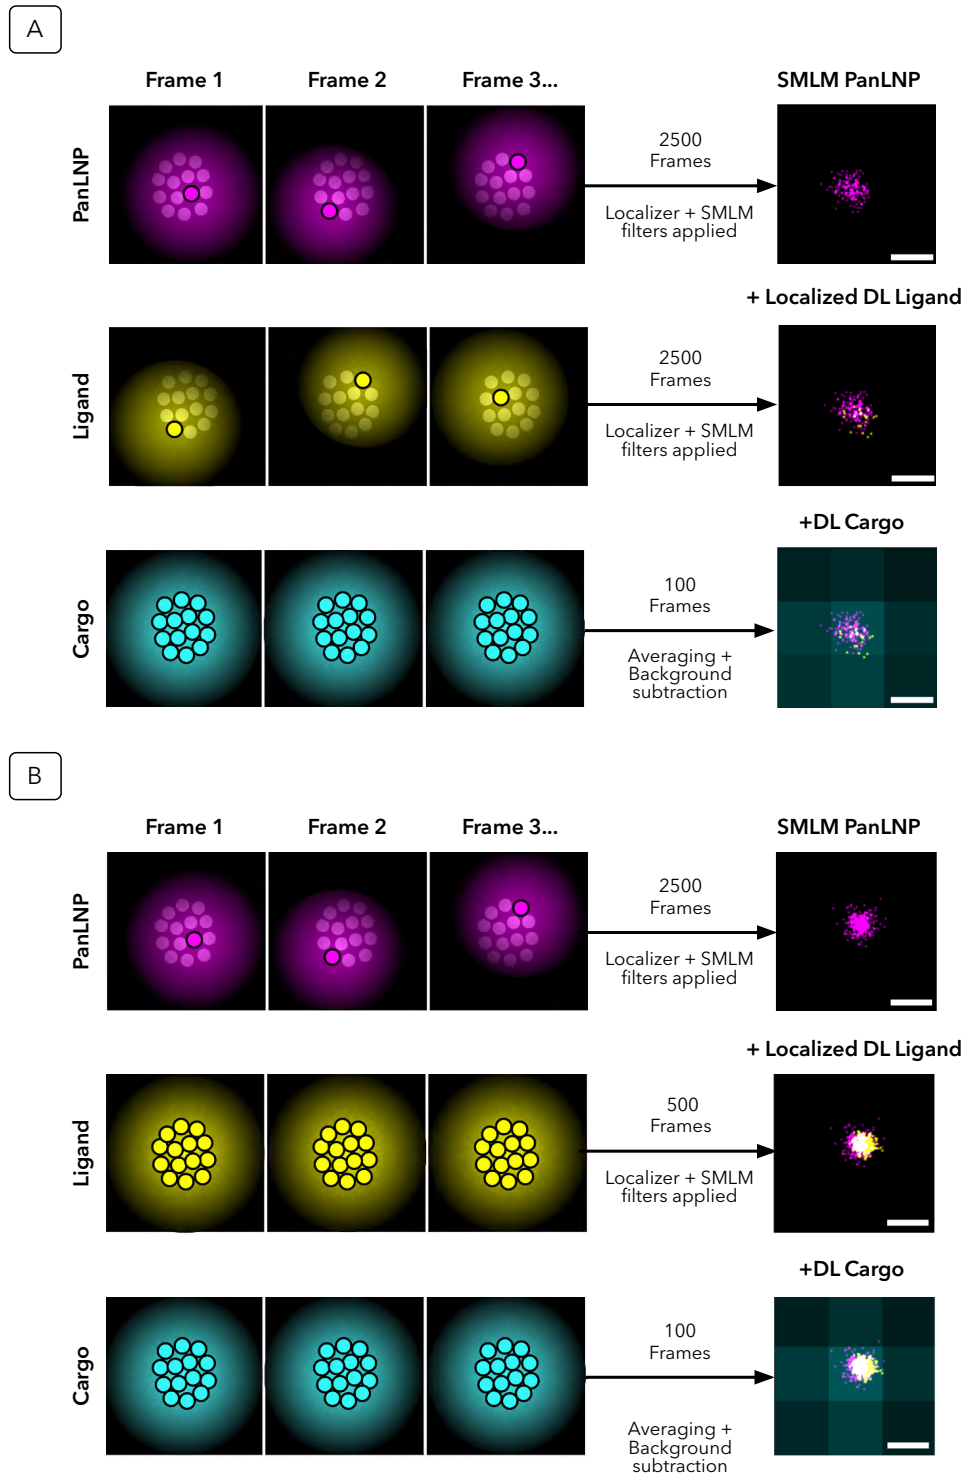 A
Frame 1
Frame 2
Frame 3...
SMLM PanLNP
PanLNP
2500
Frames
Localizer + SMLM
filters applied
+ Localized DL Ligand
Ligand
2500
Frames
Localizer + SMLM
filters applied
+DL Cargo
Cargo
100
Frames
Averaging +
Background
subtraction
B
Frame 1
Frame 2
Frame 3...
SMLM PanLNP
PanLNP
2500
Frames
Localizer + SMLM
filters applied
+ Localized DL Ligand
Ligand
500
Frames
Localizer + SMLM
filters applied
+DL Cargo
Cargo
100
Frames
Averaging +
Background
subtraction